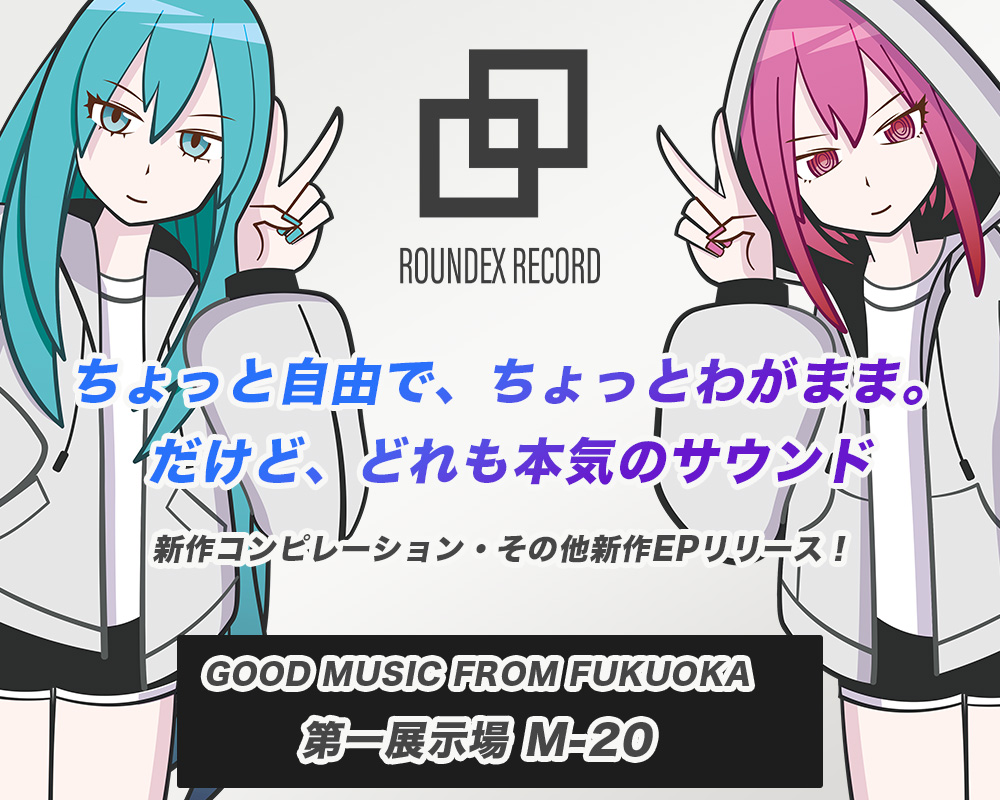 ROUNDEX RECORD
ちょっと自由で、ちょっとわがまま。
だけど、どれも本気のサウンド
新作コンピレーション・その他新作EPリリース！
GOOD MUSIC FROM FUKUOKA
第一展示場 M-20